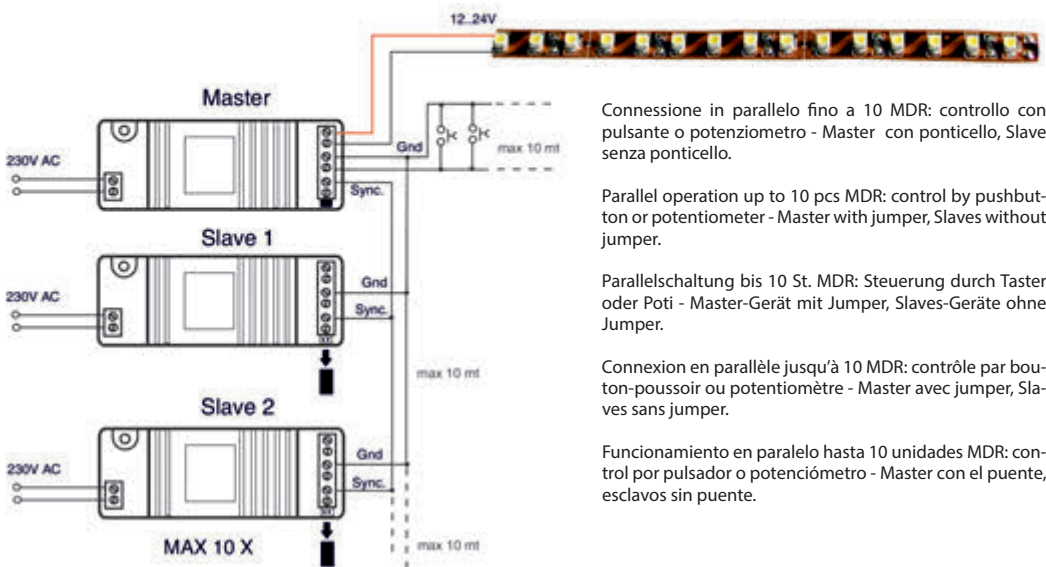 12..24V
Master
230V AC
Gnd
max 10 mt
Sync.
Slave 1
230V AC
Gnd
Sync.
max 10 mt
Slave 2
230V AC
Gnd
Sync.
MAX 10 X
max 10 mt
Connessione in parallelo fino a 10 MDR: controllo con
pulsante o potenziometro - Master con ponticello, Slave
senza ponticello.
Parallel operation up to 10 pcs MDR: control by pushbut-
ton or potentiometer - Master with jumper, Slaves without
jumper.
Parallelschaltung bis 10 St. MDR: Steuerung durch Taster
oder Poti - Master-Gerät mit Jumper, Slaves-Geräte ohne
Jumper.
Connexion en parallèle jusqu'à 10 MDR: contrôle par bou-
ton-poussoir ou potentiomètre - Master avec jumper, Sla-
ves sans jumper.
Funcionamiento en paralelo hasta 10 unidades MDR: con-
trol por pulsador o potenciómetro - Master con el puente,
esclavos sin puente.